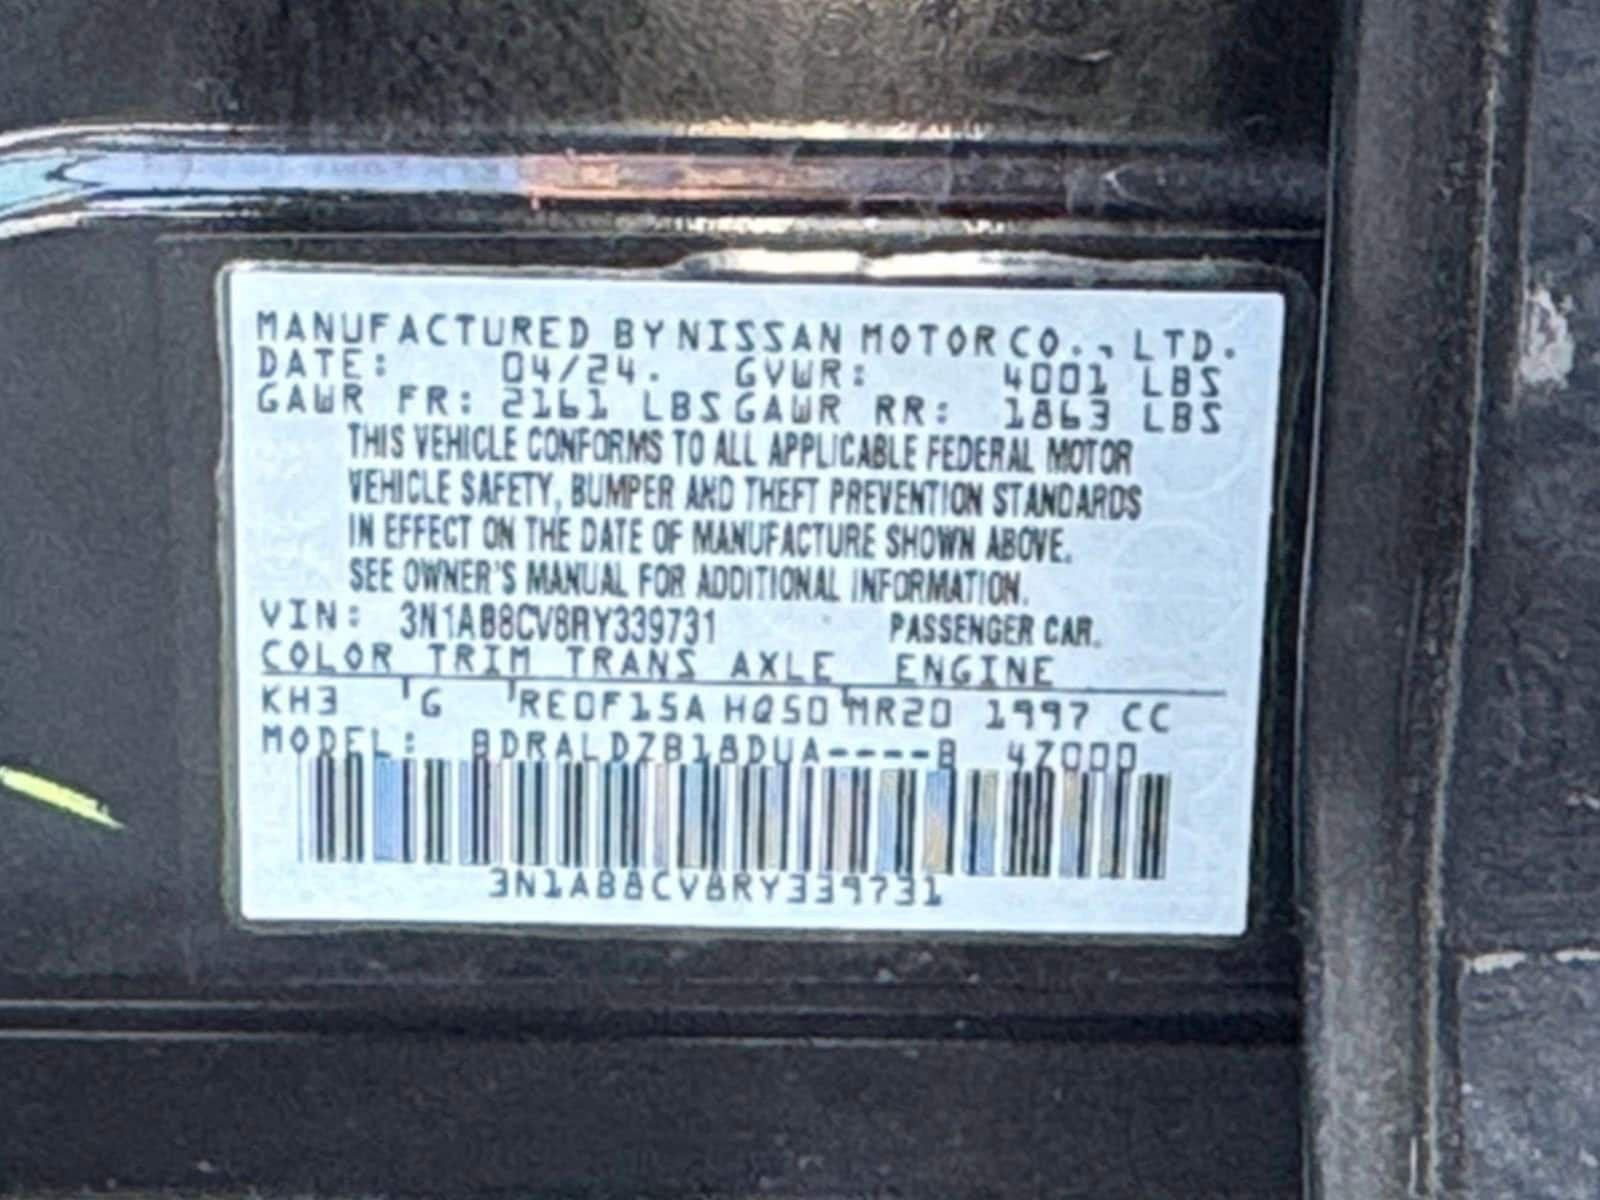 MANUFACTURED BY NISSAN MOTOR CO., LTD.
DATE: 04/24. GVWR: 4001 LBS
GAWR FR: 2161 LBS GAWR RR: 1863 LBS
THIS VEHICLE CONFORMS TO ALL APPLICABLE FEDERAL MOTOR
VEHICLE SAFETY, BUMPER AND THEFT PREVENTION STANDARDS
IN EFFECT ON THE DATE OF MANUFACTURE SHOWN ABOVE.
SEE OWNER'S MANUAL FOR ADDITIONAL INFORMATION.
VIN: 3N1AB8CV8RY339731 PASSENGER CAR.
COLOR TRIM TRANS AXLE ENGINE
KH3 G RE0F15A HQ50 MR20 1997 CC
MODEL: BDRALDZB18DUA----B 4Z000
3N1AB8CV8RY339731